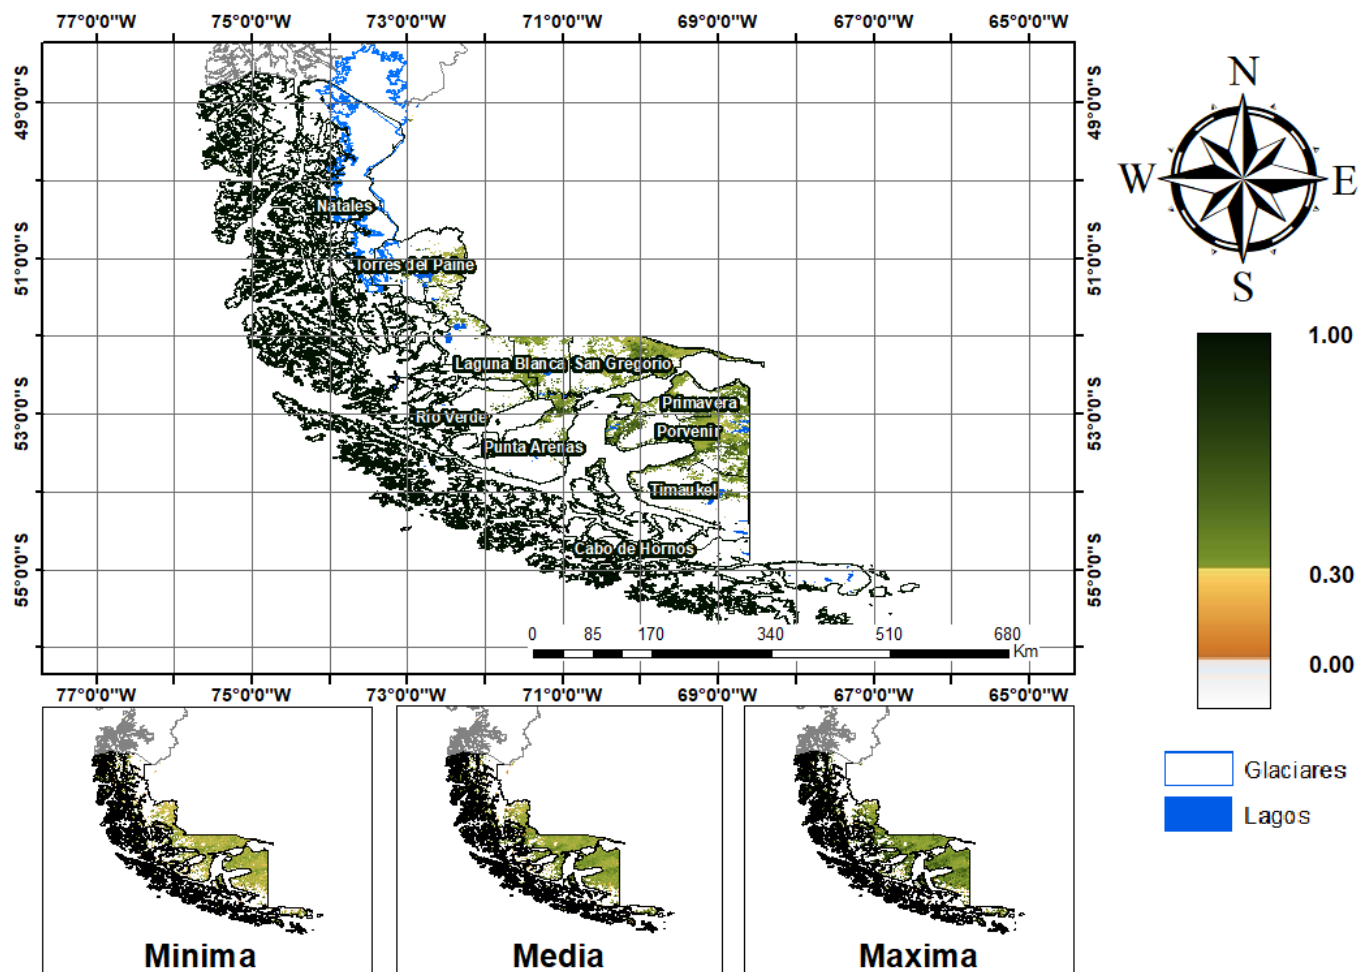 77°0'0"W 75°0'0"W 73°0'0"W 71°0'0"W 69°0'0"W 67°0'0"W 65°0'0"W
49°0'0"S 49°0'0"S
51°0'0"S 51°0'0"S
53°0'0"S 53°0'0"S
55°0'0"S 55°0'0"S
Natales
Torres del Paine
Laguna Blanca San Gregorio
Primavera
Rio Verde
Porvenir
Punta Arenas
Timaukel
Cabo de Hornos
0 85 170 340 510 680
Km
77°0'0"W 75°0'0"W 73°0'0"W 71°0'0"W 69°0'0"W 67°0'0"W 65°0'0"W
N
W E
S
1.00
0.30
0.00
Glaciares
Lagos
Minima Media Maxima